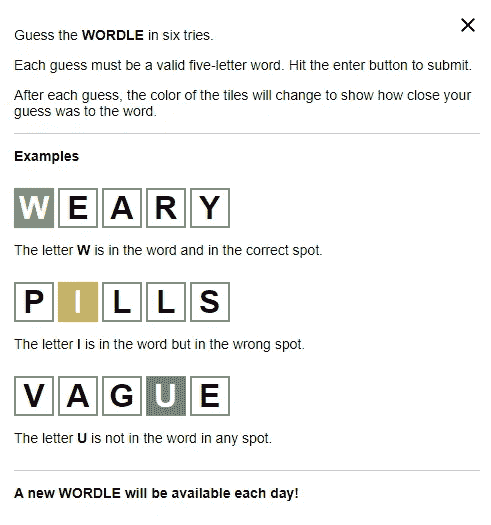 Guess the WORDLE in six tries.
Each guess must be a valid five-letter word. Hit the enter button to submit.
After each guess, the color of the tiles will change to show how close your
guess was to the word.
Examples
W E A R Y
The letter W is in the word and in the correct spot.
P I L L S
The letter I is in the word but in the wrong spot.
V A G U E
The letter U is not in the word in any spot.
A new WORDLE will be available each day!